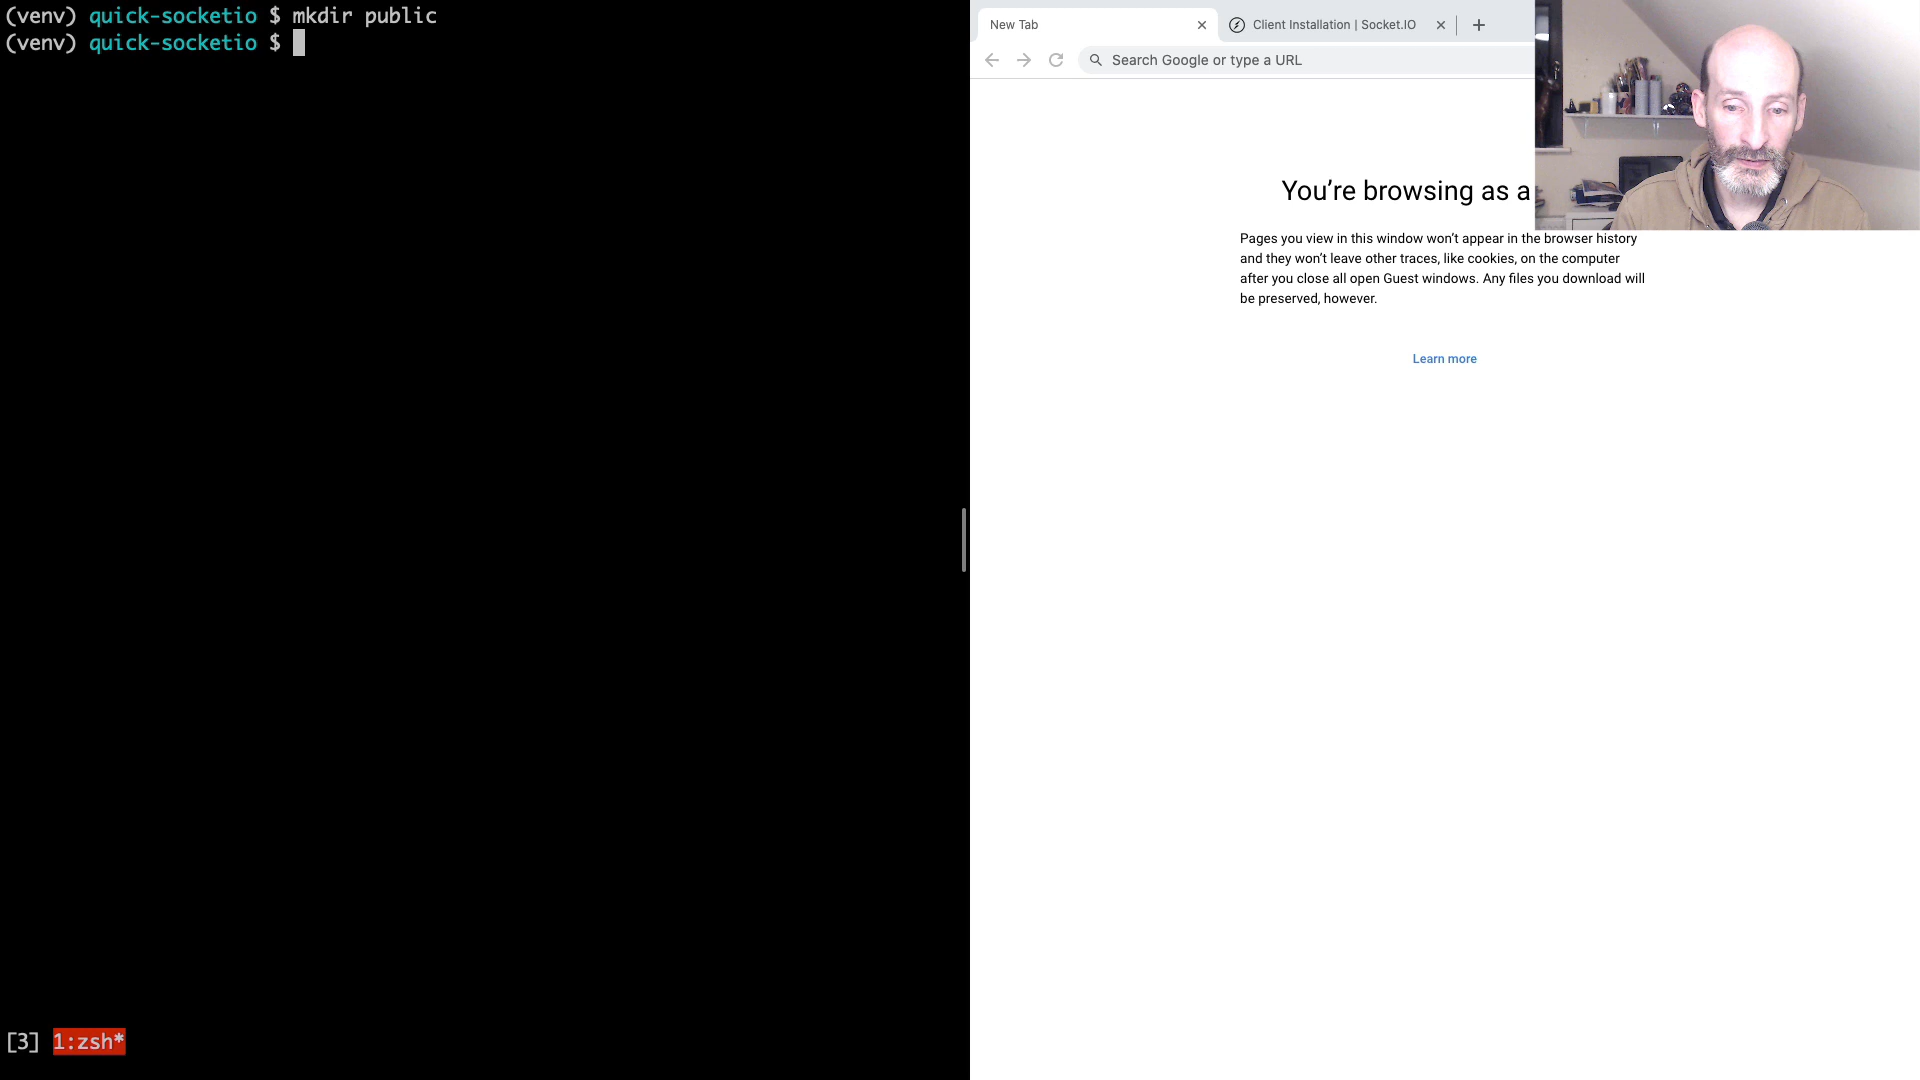 (venv) quick-socketio $ mkdir public
(venv) quick-socketio $
[3] 1:zsh*
New Tab
Client Installation | Socket.IO
Search Google or type a URL
You’re browsing as a
Pages you view in this window won’t appear in the browser history
and they won’t leave other traces, like cookies, on the computer
after you close all open Guest windows. Any files you download will
be preserved, however.
Learn more